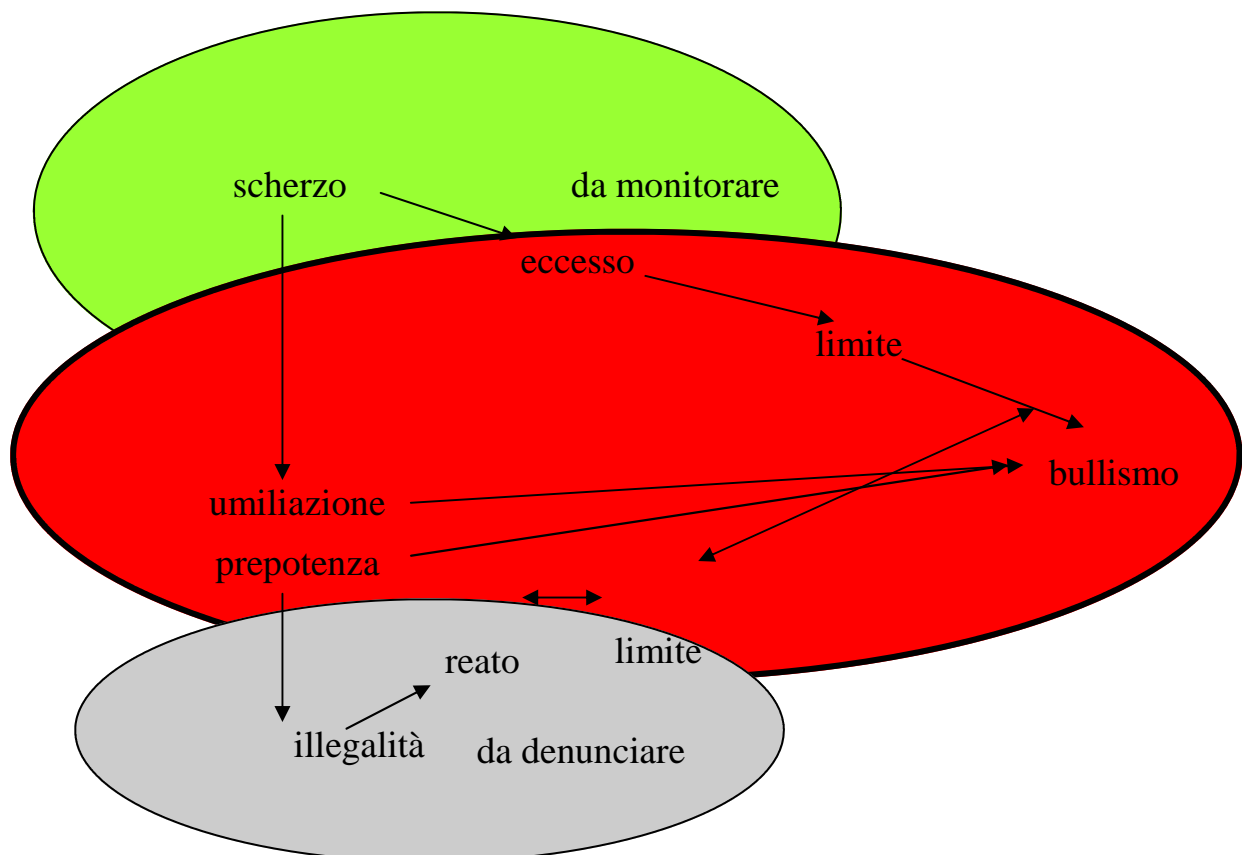 scherzo da monitorare
eccesso
limite
bullismo
umiliazione
prepotenza
limite
reato
illegalità da denunciare